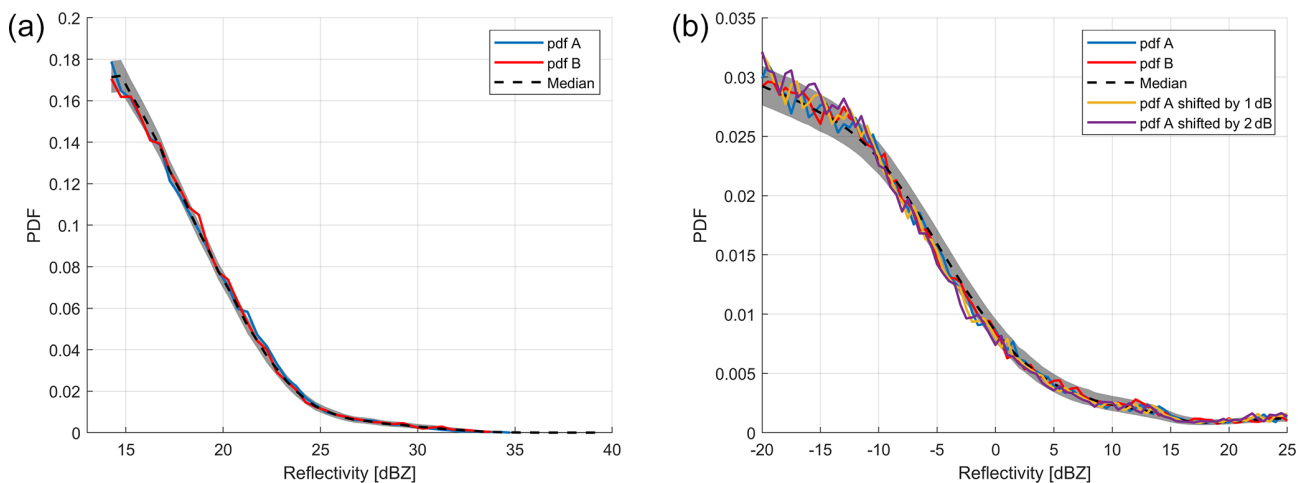 (a)
0.2
0.18
0.16
0.14
0.12
0.1
0.08
0.06
0.04
0.02
0
PDF
15
20
25
30
35
40
Reflectivity [dBZ]
pdf A
pdf B
Median
(b)
0.035
0.03
0.025
0.02
0.015
0.01
0.005
0
PDF
-20
-15
-10
-5
0
5
10
15
20
25
Reflectivity [dBZ]
pdf A
pdf B
Median
pdf A shifted by 1 dB
pdf A shifted by 2 dB